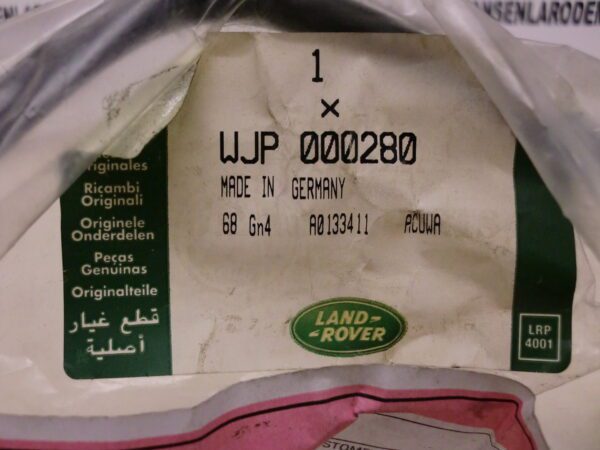 1
×
WJP 000280
MADE IN GERMANY
68 Gn4 A0133411 ACUWA
Originales
Ricambi
Originali
Originele
Onderdelen
Peças
Genuinas
Originalteile
قطع غيار
أصلية
LAND-
-ROVER
LRP
4001